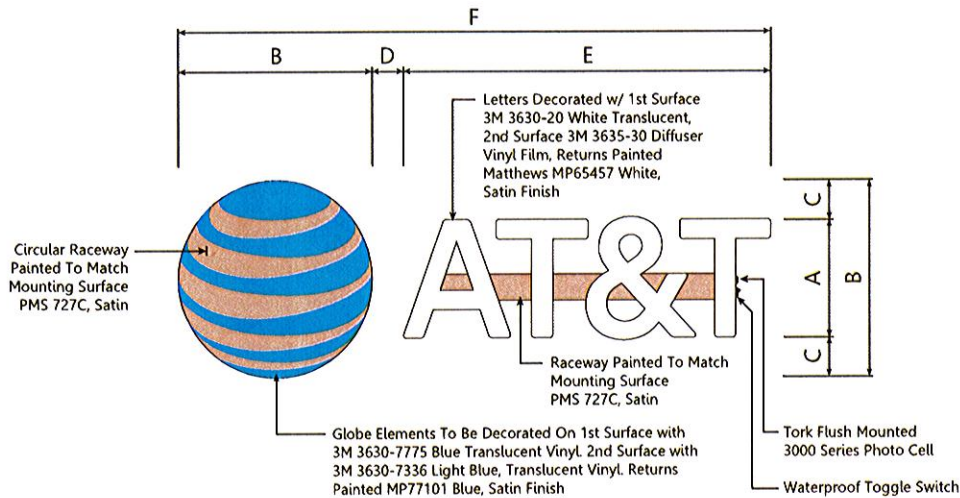 F
B
D
E
Letters Decorated w/ 1st Surface
3M 3630-20 White Translucent,
2nd Surface 3M 3635-30 Diffuser
Vinyl Film, Returns Painted
Matthews MP65457 White,
Satin Finish
Circular Raceway
Painted To Match
Mounting Surface
PMS 727C, Satin
AT&T
C
A
B
C
Raceway Painted To Match
Mounting Surface
PMS 727C, Satin
Globe Elements To Be Decorated On 1st Surface with
3M 3630-7775 Blue Translucent Vinyl. 2nd Surface with
3M 3630-7336 Light Blue, Translucent Vinyl. Returns
Painted MP77101 Blue, Satin Finish
Tork Flush Mounted
3000 Series Photo Cell
Waterproof Toggle Switch